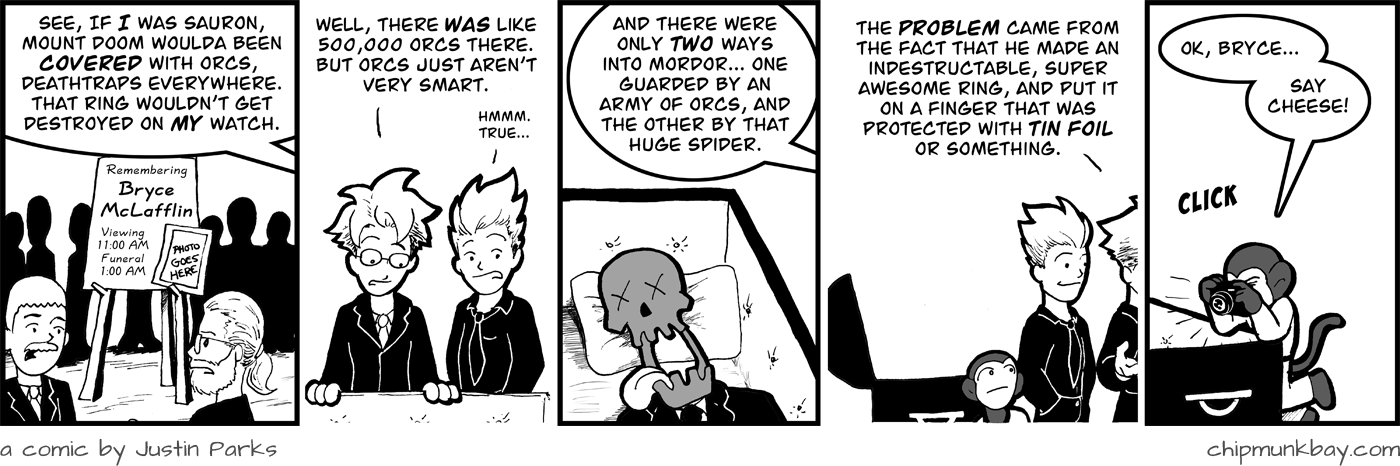 SEE, IF I WAS SAURON,
MOUNT DOOM WOULDA BEEN
COVERED WITH ORCS,
DEATHTRAPS EVERYWHERE.
THAT RING WOULDN'T GET
DESTROYED ON MY WATCH.
Remembering
Bryce
McLafflin
Viewing
11:00 AM
Funeral
1:00 AM
PHOTO
GOES
HERE
WELL, THERE WAS LIKE
500,000 ORCS THERE.
BUT ORCS JUST AREN'T
VERY SMART.
HMMM.
TRUE...
AND THERE WERE
ONLY TWO WAYS
INTO MORDOR... ONE
GUARDED BY AN
ARMY OF ORCS, AND
THE OTHER BY THAT
HUGE SPIDER.
THE PROBLEM CAME FROM
THE FACT THAT HE MADE AN
INDESTRUCTABLE, SUPER
AWESOME RING, AND PUT IT
ON A FINGER THAT WAS
PROTECTED WITH TIN FOIL
OR SOMETHING.
OK, BRYCE...
SAY
CHEESE!
CLICK
a comic by Justin Parks
chipmunkbay.com